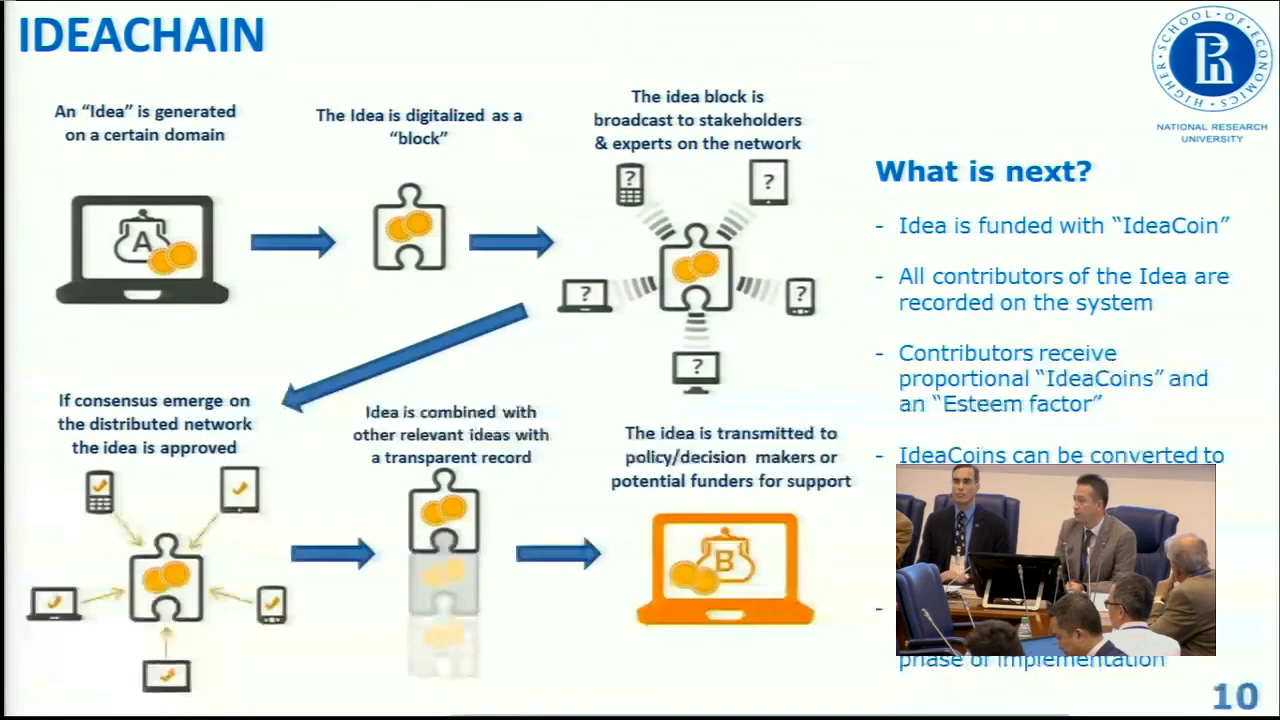 IDEACHAIN
An “Idea” is generated
on a certain domain
The Idea is digitalized as a
“block”
The idea block is
broadcast to stakeholders
& experts on the network
A
?
?
?
?
?
If consensus emerge on
the distributed network
the idea is approved
Idea is combined with
other relevant ideas with
a transparent record
The idea is transmitted to
policy/decision makers or
potential funders for support
B
HIGHER·SCHOOL·OF·ECONOMICS·
NATIONAL RESEARCH
UNIVERSITY
What is next?
- Idea is funded with “IdeaCoin”
- All contributors of the Idea are
recorded on the system
- Contributors receive
proportional “IdeaCoins” and
an “Esteem factor”
- IdeaCoins can be converted to
-
phase of implementation
10